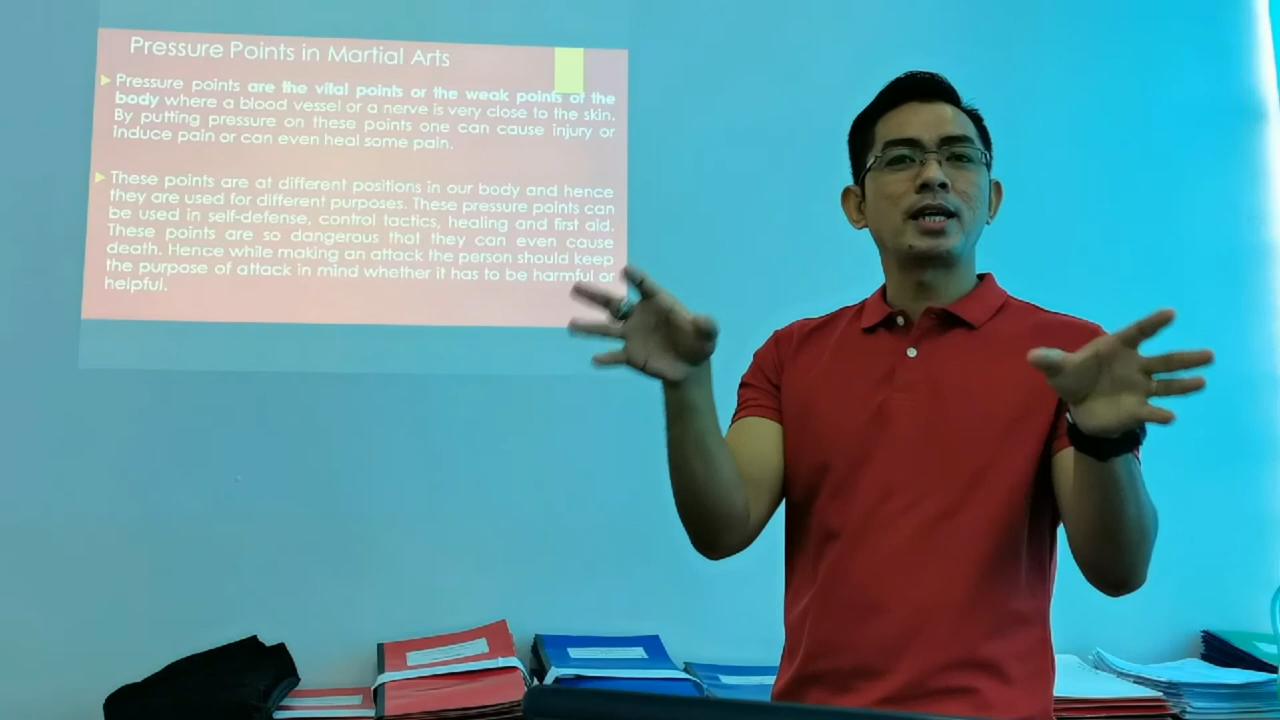 Pressure Points in Martial Arts
Pressure points are the vital points or the weak points of the
body where a blood vessel or a nerve is very close to the skin.
By putting pressure on these points one can cause injury or
induce pain or can even heal some pain.
These points are at different positions in our body and hence
they are used for different purposes. These pressure points can
be used in self-defense, control tactics, healing and first aid.
These points are so dangerous that they can even cause
death. Hence while making an attack the person should keep
the purpose of attack in mind whether it has to be harmful or
helpful.